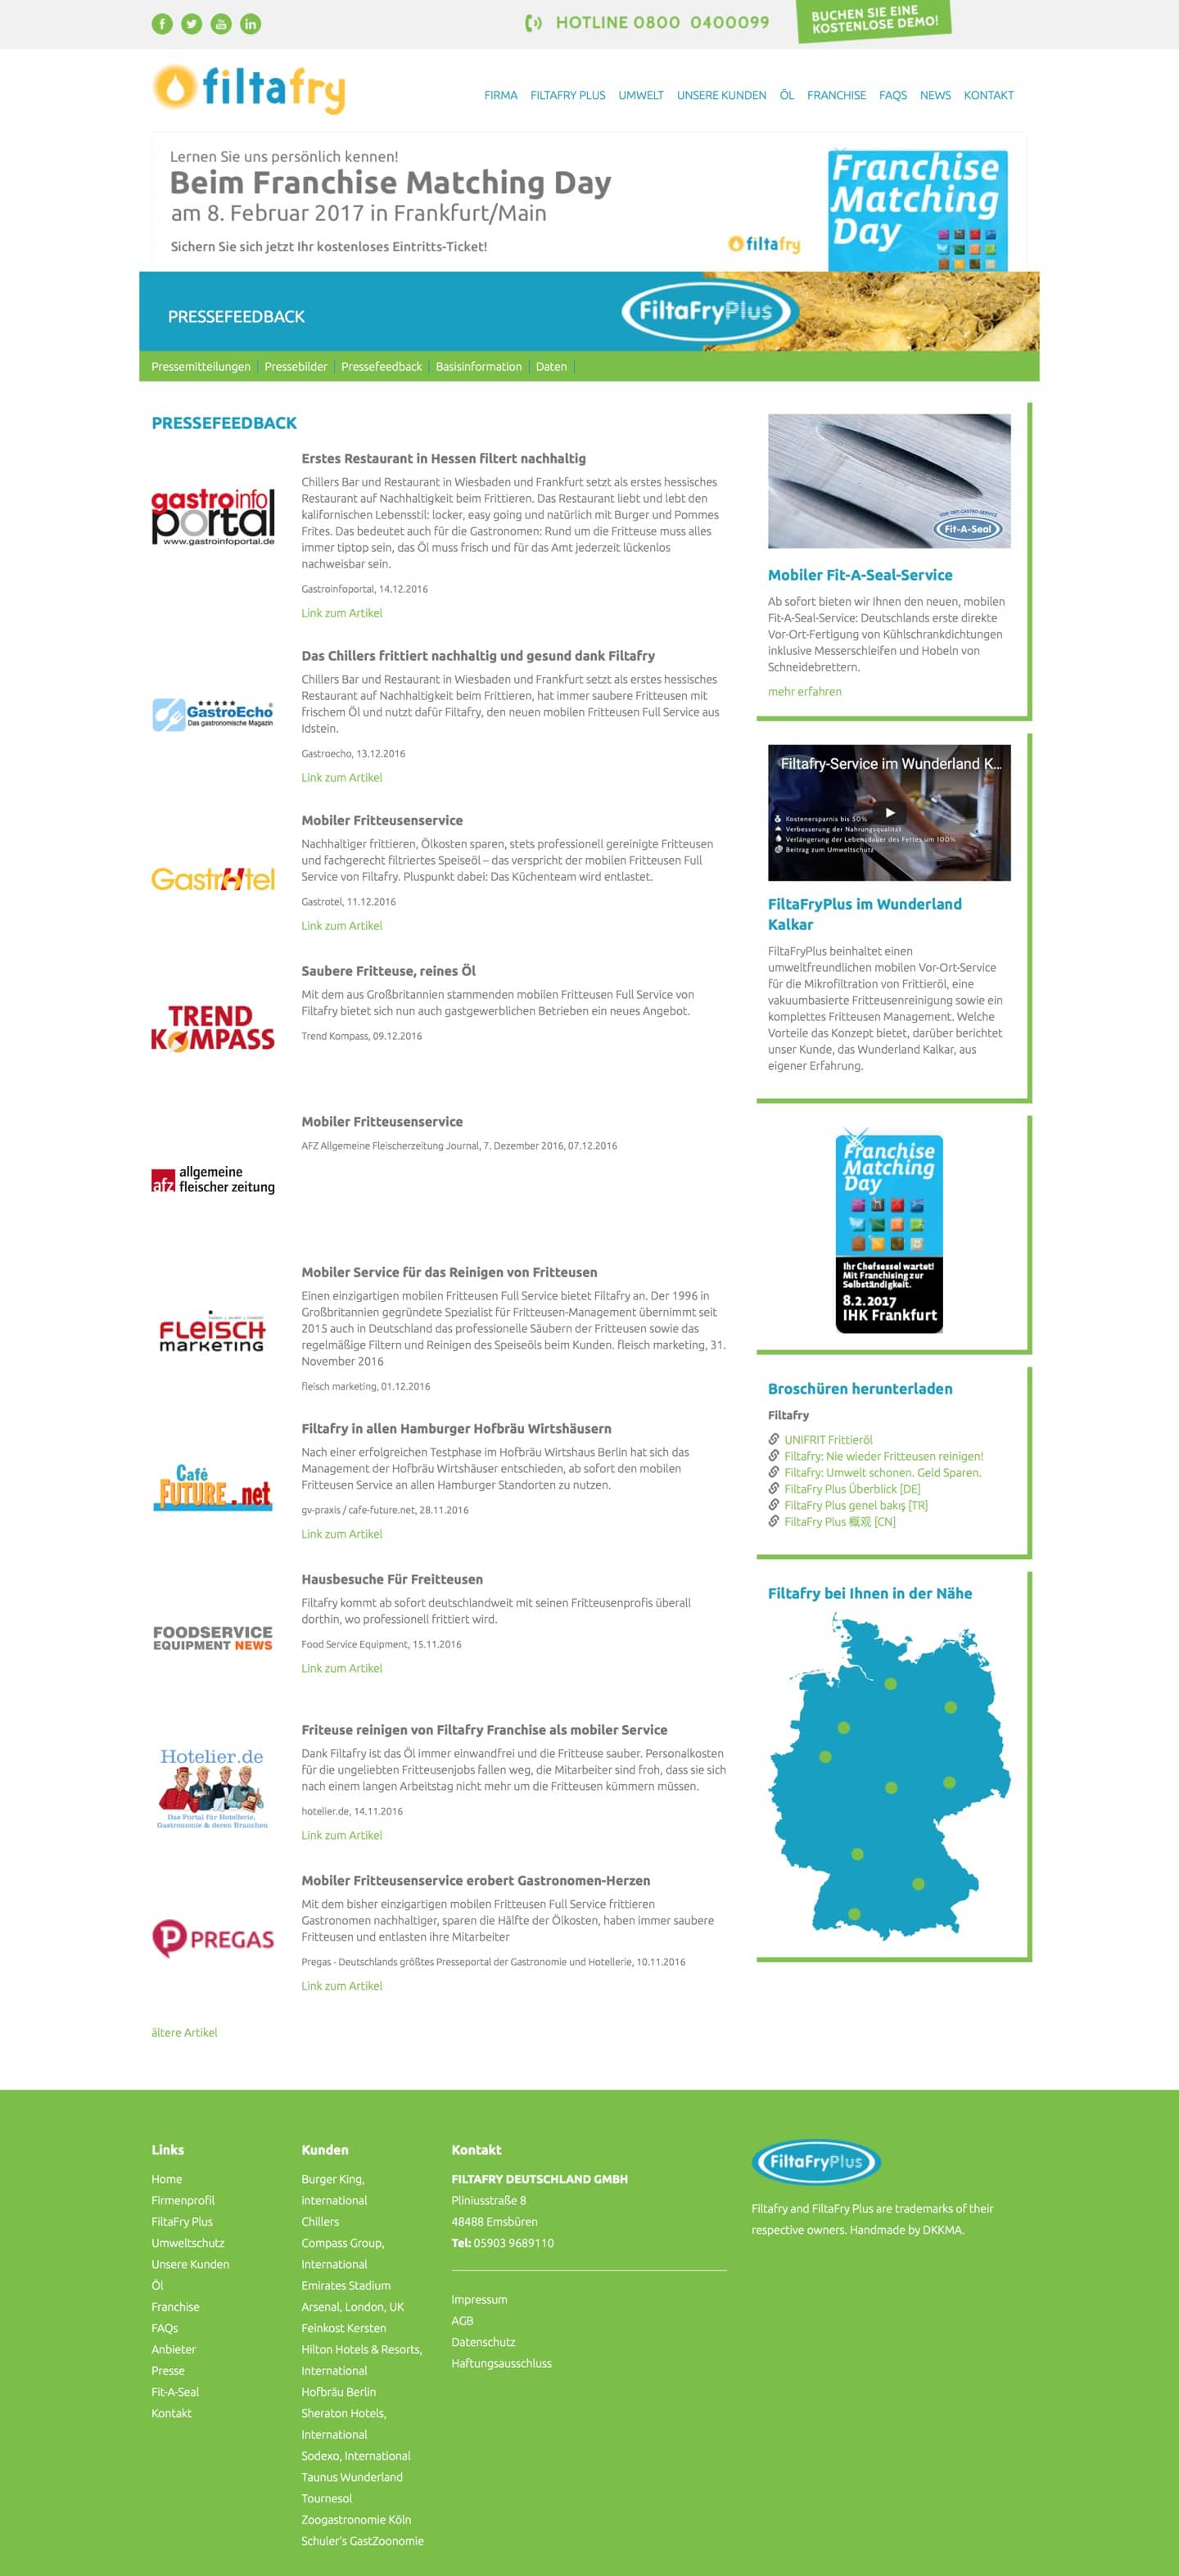 HOTLINE 0800 0400099
BUCHEN SIE EINE
KOSTENLOSE DEMO!
filtafry
FIRMA FILTAFRY PLUS UMWELT UNSERE KUNDEN ÖL FRANCHISE FAQS NEWS KONTAKT
Lernen Sie uns persönlich kennen!
Beim Franchise Matching Day
am 8. Februar 2017 in Frankfurt/Main
Sichern Sie sich jetzt Ihr kostenloses Eintritts-Ticket!
filtafry
Franchise
Matching
Day
PRESSEFEEDBACK
FiltaFryPlus
Pressemitteilungen | Pressebilder | Pressefeedback | Basisinformation | Daten |
PRESSEFEEDBACK
gastroinfo
portal
www.gastroinfoportal.de
Erstes Restaurant in Hessen filtert nachhaltig
Chillers Bar und Restaurant in Wiesbaden und Frankfurt setzt als erstes hessisches
Restaurant auf Nachhaltigkeit beim Frittieren. Das Restaurant liebt und lebt den
kalifornischen Lebensstil: locker, easy going und natürlich mit Burger und Pommes
Frites. Das bedeutet auch für die Gastronomen: Rund um die Fritteuse muss alles
immer tiptop sein, das Öl muss frisch und für das Amt jederzeit lückenlos
nachweisbar sein.
Gastroinfoportal, 14.12.2016
Link zum Artikel
GastroEcho
Das gastronomische Magazin
Das Chillers frittiert nachhaltig und gesund dank Filtafry
Chillers Bar und Restaurant in Wiesbaden und Frankfurt setzt als erstes hessisches
Restaurant auf Nachhaltigkeit beim Frittieren, hat immer saubere Fritteusen mit
frischem Öl und nutzt dafür Filtafry, den neuen mobilen Fritteusen Full Service aus
Idstein.
Gastroecho, 13.12.2016
Link zum Artikel
GastrHtel
Mobiler Fritteusenservice
Nachhaltiger frittieren, Ölkosten sparen, stets professionell gereinigte Fritteusen
und fachgerecht filtriertes Speiseöl – das verspricht der mobilen Fritteusen Full
Service von Filtafry. Pluspunkt dabei: Das Küchenteam wird entlastet.
Gastrotel, 11.12.2016
Link zum Artikel
TREND
KOMPASS
Saubere Fritteuse, reines Öl
Mit dem aus Großbritannien stammenden mobilen Fritteusen Full Service von
Filtafry bietet sich nun auch gastgewerblichen Betrieben ein neues Angebot.
Trend Kompass, 09.12.2016
afz allgemeine
fleischer zeitung
Mobiler Fritteusenservice
AFZ Allgemeine Fleischerzeitung Journal, 7. Dezember 2016, 07.12.2016
FLEISCH
marketing
Mobiler Service für das Reinigen von Fritteusen
Einen einzigartigen mobilen Fritteusen Full Service bietet Filtafry an. Der 1996 in
Großbritannien gegründete Spezialist für Fritteusen-Management übernimmt seit
2015 auch in Deutschland das professionelle Säubern der Fritteusen sowie das
regelmäßige Filtern und Reinigen des Speiseöls beim Kunden. fleisch marketing, 31.
November 2016
fleisch marketing, 01.12.2016
Café
FUTURE.net
Filtafry in allen Hamburger Hofbräu Wirtshäusern
Nach einer erfolgreichen Testphase im Hofbräu Wirtshaus Berlin hat sich das
Management der Hofbräu Wirtshäuser entschieden, ab sofort den mobilen
Fritteusen Service an allen Hamburger Standorten zu nutzen.
gv-praxis / cafe-future.net, 28.11.2016
Link zum Artikel
FOODSERVICE
EQUIPMENT NEWS
Hausbesuche Für Freitteusen
Filtafry kommt ab sofort deutschlandweit mit seinen Fritteusenprofis überall
dorthin, wo professionell frittiert wird.
Food Service Equipment, 15.11.2016
Link zum Artikel
Hotelier.de
Das Portal für Hotellerie,
Gastronomie & deren Branchen
Friteuse reinigen von Filtafry Franchise als mobiler Service
Dank Filtafry ist das Öl immer einwandfrei und die Fritteuse sauber. Personalkosten
für die ungeliebten Fritteusenjobs fallen weg, die Mitarbeiter sind froh, dass sie sich
nach einem langen Arbeitstag nicht mehr um die Fritteusen kümmern müssen.
hotelier.de, 14.11.2016
Link zum Artikel
PREGAS
Mobiler Fritteusenservice erobert Gastronomen-Herzen
Mit dem bisher einzigartigen mobilen Fritteusen Full Service frittieren
Gastronomen nachhaltiger, sparen die Hälfte der Ölkosten, haben immer saubere
Fritteusen und entlasten ihre Mitarbeiter
Pregas - Deutschlands größtes Presseportal der Gastronomie und Hotellerie, 10.11.2016
Link zum Artikel
ältere Artikel
VOR-ORT-GASTRO-SERVICE
Fit-A-Seal
Mobiler Fit-A-Seal-Service
Ab sofort bieten wir Ihnen den neuen, mobilen
Fit-A-Seal-Service: Deutschlands erste direkte
Vor-Ort-Fertigung von Kühlschrankdichtungen
inklusive Messerschleifen und Hobeln von
Schneidebrettern.
mehr erfahren
Filtafry-Service im Wunderland K...
Kostenersparnis bis 50%
Verbesserung der Nahrungsqualität
Verlängerung der Lebensdauer des Fettes um 100%
Beitrag zum Umweltschutz
FiltaFryPlus im Wunderland
Kalkar
FiltaFryPlus beinhaltet einen
umweltfreundlichen mobilen Vor-Ort-Service
für die Mikrofiltration von Frittieröl, eine
vakuumbasierte Fritteusenreinigung sowie ein
komplettes Fritteusen Management. Welche
Vorteile das Konzept bietet, darüber berichtet
unser Kunde, das Wunderland Kalkar, aus
eigener Erfahrung.
Franchise
Matching
Day
Ihr Chefsessel wartet!
Mit Franchising zur
Selbständigkeit.
8.2.2017
IHK Frankfurt
Broschüren herunterladen
Filtafry
UNIFRIT Frittieröl
Filtafry: Nie wieder Fritteusen reinigen!
Filtafry: Umwelt schonen. Geld Sparen.
FiltaFry Plus Überblick [DE]
FiltaFry Plus genel bakış [TR]
FiltaFry Plus 概观 [CN]
Filtafry bei Ihnen in der Nähe
Links
Home
Firmenprofil
FiltaFry Plus
Umweltschutz
Unsere Kunden
Öl
Franchise
FAQs
Anbieter
Presse
Fit-A-Seal
Kontakt
Kunden
Burger King,
international
Chillers
Compass Group,
International
Emirates Stadium
Arsenal, London, UK
Feinkost Kersten
Hilton Hotels & Resorts,
International
Hofbräu Berlin
Sheraton Hotels,
International
Sodexo, International
Taunus Wunderland
Tournesol
Zoogastronomie Köln
Schuler's GastZoonomie
Kontakt
FILTAFRY DEUTSCHLAND GMBH
Pliniusstraße 8
48488 Emsbüren
Tel: 05903 9689110
Impressum
AGB
Datenschutz
Haftungsausschluss
FiltaFryPlus
Filtafry and FiltaFry Plus are trademarks of their
respective owners. Handmade by DKKMA.